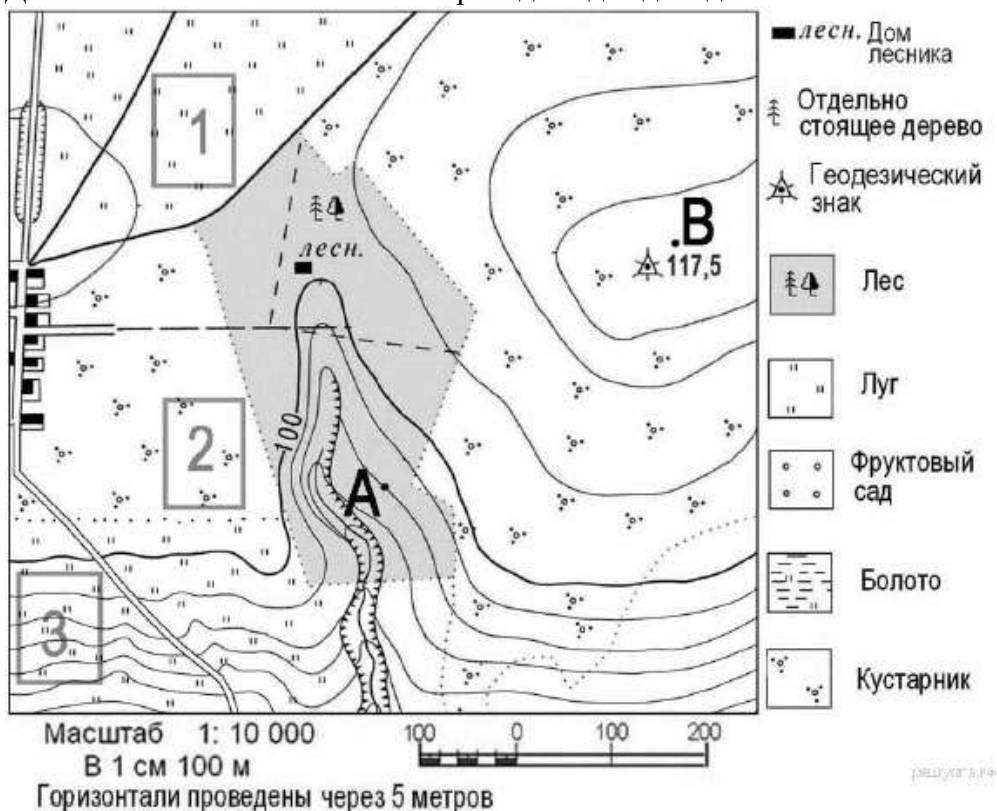 1
лесн.
В
117,5
100
2
А
3
лесн. Дом
лесника
Отдельно
стоящее дерево
Геодезический
знак
Лес
Луг
Фруктовый
сад
Болото
Кустарник
Масштаб 1: 10 000
В 1 см 100 м
100 0 100 200
Горизонтали проведены через 5 метров